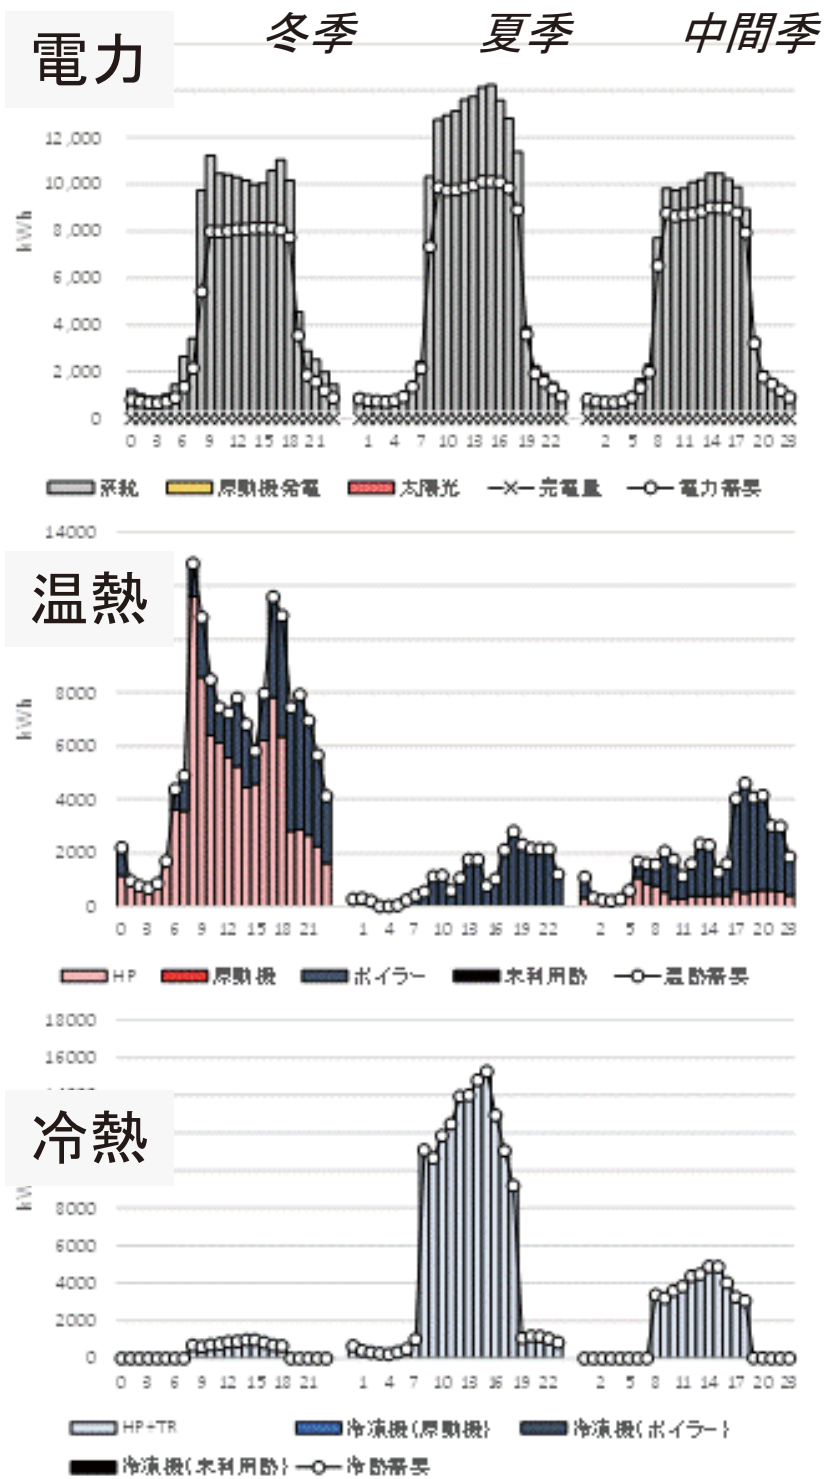 冬季 夏季 中間季
電力
12,000
10,000
8,000
6,000
4,000
2,000
0
kWh
0 3 6 9 12 15 18 21 1 4 7 10 13 16 19 22 2 5 8 11 14 17 20 23
系統 原動機発電 太陽光 充電量 電力需要
14000
温熱
8000
6000
4000
2000
0
kWh
0 3 6 9 12 15 18 21 1 4 7 10 13 16 19 22 2 5 8 11 14 17 20 23
HP 原動機 ボイラー 未利用熱 温熱需要
18000
16000
冷熱
8000
6000
4000
2000
0
0 3 6 9 12 15 18 21 1 4 7 10 13 16 19 22 2 5 8 11 14 17 20 23
HP+TR 冷凍機(原動機) 冷凍機(ボイラー)
冷凍機(未利用熱) 冷熱需要